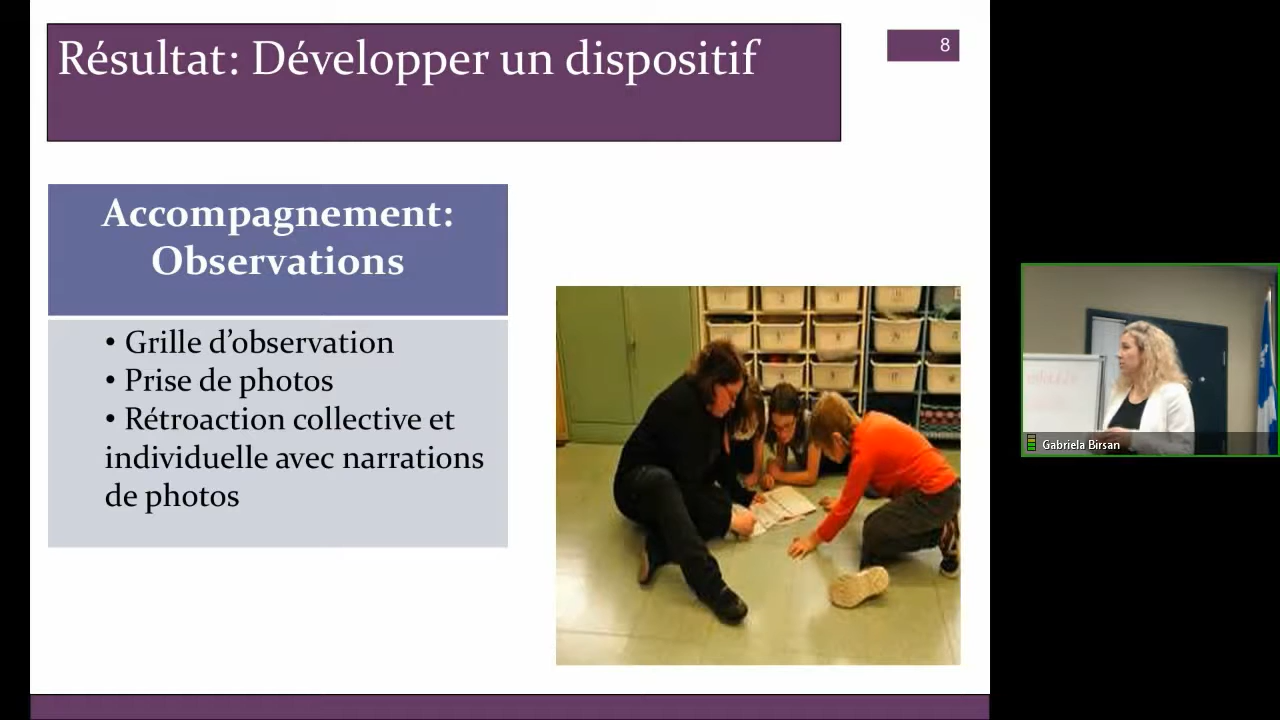 Résultat: Développer un dispositif
8
Accompagnement:
Observations
• Grille d’observation
• Prise de photos
• Rétroaction collective et
individuelle avec narrations
de photos
Gabriela Birsan